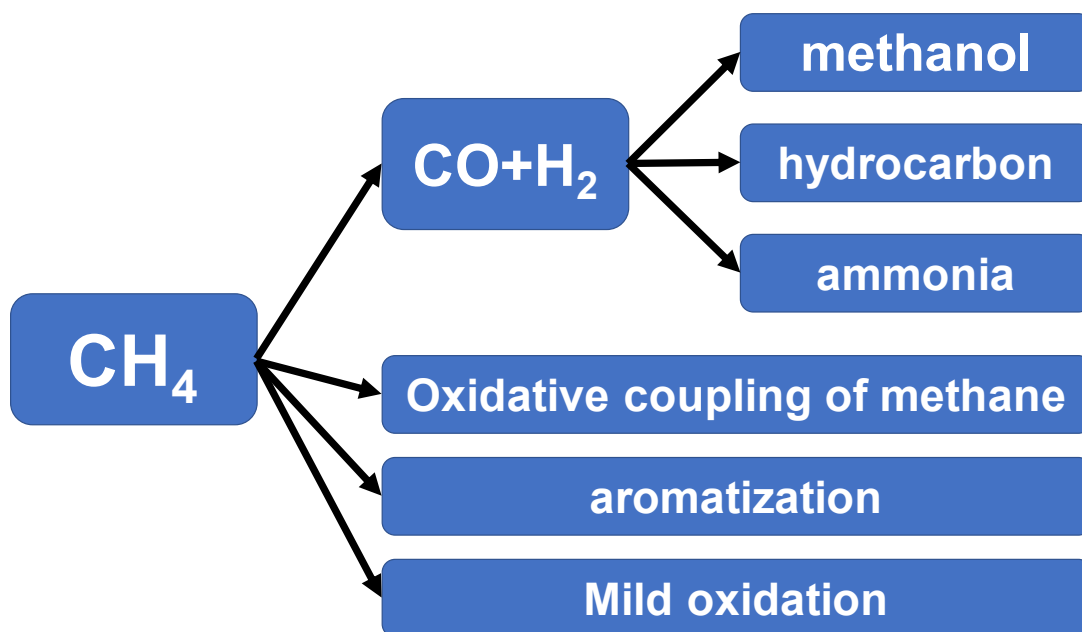 methanol
CO+H₂
hydrocarbon
ammonia
CH₄
Oxidative coupling of methane
aromatization
Mild oxidation